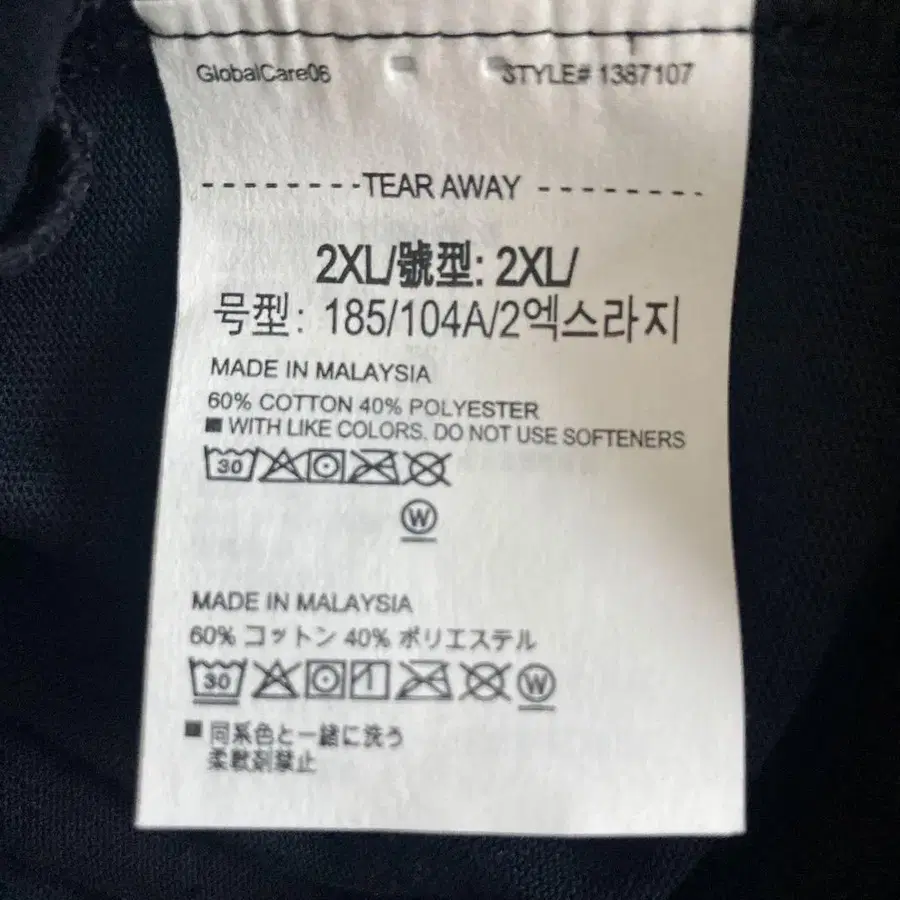 GlobalCare06 STYLE# 1387107
---------TEAR AWAY ---------
2XL/號型: 2XL/
号型: 185/104A/2엑스라지
MADE IN MALAYSIA
60% COTTON 40% POLYESTER
■ WITH LIKE COLORS. DO NOT USE SOFTENERS
30
W
MADE IN MALAYSIA
60% コットン 40% ポリエステル
30 W
■ 同系色と一緒に洗う
柔軟剤禁止